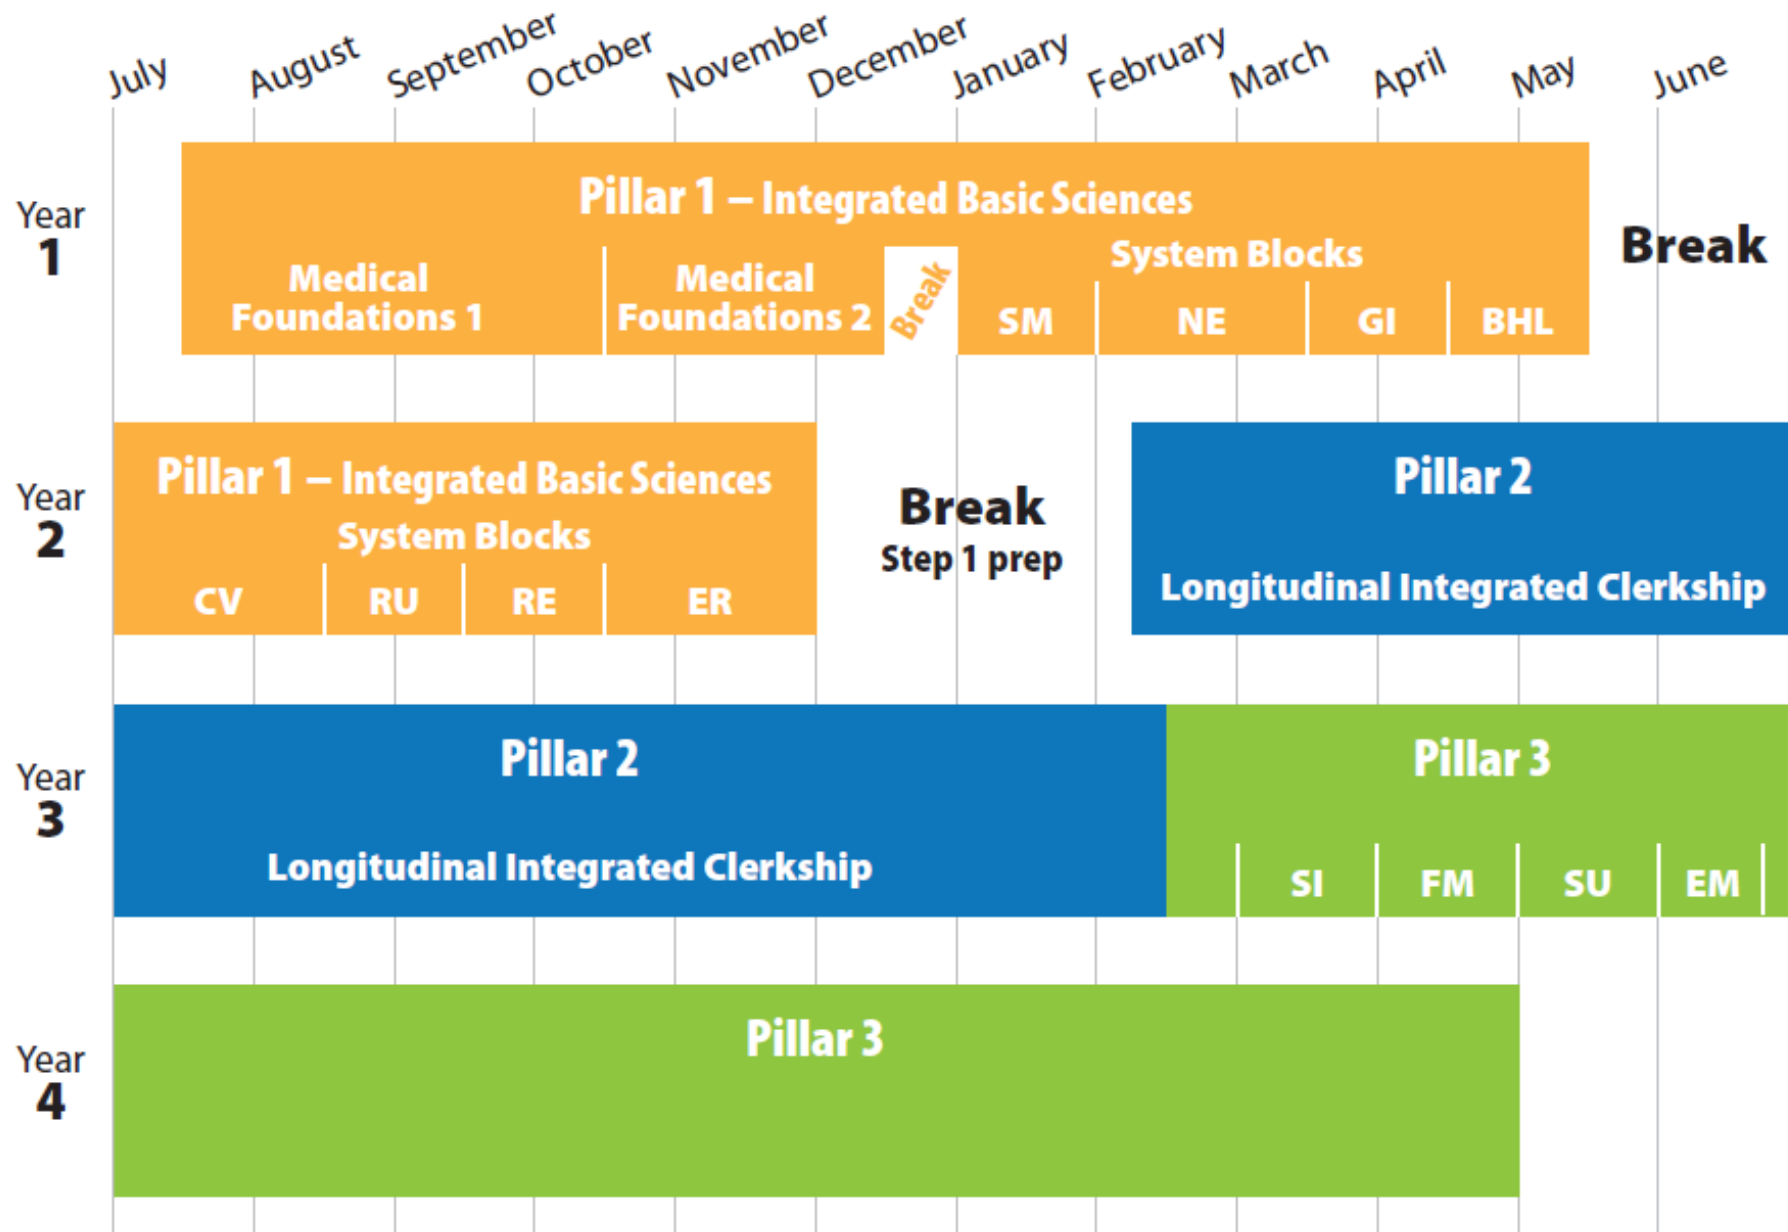 July August September October November December January February March April May June
Year
1
Pillar 1 – Integrated Basic Sciences
System Blocks
Medical
Foundations 1
Medical
Foundations 2
Break
SM NE GI BHL
Break
Year
2
Pillar 1 – Integrated Basic Sciences
System Blocks
CV RU RE ER
Break
Step 1 prep
Pillar 2
Longitudinal Integrated Clerkship
Year
3
Pillar 2
Longitudinal Integrated Clerkship
Pillar 3
SI FM SU EM
Year
4
Pillar 3